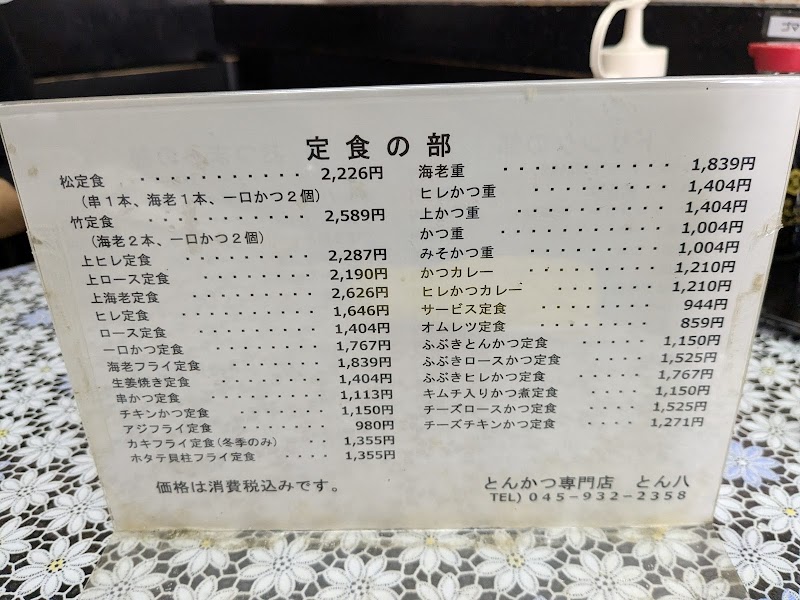 定食の部
松定食 ・・・・・・・・・・・ 2,226円
(串1本、海老1本、一口かつ2個)
竹定食 ・・・・・・・・・・ 2,589円
(海老2本、一口かつ2個)
上ヒレ定食 ・・・・・・・・ 2,287円
上ロース定食 ・・・・・・・・ 2,190円
上海老定食 ・・・・・・・・・ 2,626円
ヒレ定食 ・・・・・・・・・ 1,646円
ロース定食 ・・・・・・・・・ 1,404円
一口かつ定食 ・・・・・・・・ 1,767円
海老フライ定食 ・・・・・・・ 1,839円
生姜焼き定食 ・・・・・・・・ 1,404円
串かつ定食 ・・・・・・・・ 1,113円
チキンかつ定食 ・・・・・・・ 1,150円
アジフライ定食 ・・・・・・ 980円
カキフライ定食(冬季のみ) ・・・ 1,355円
ホタテ貝柱フライ定食 ・・・・ 1,355円
海老重 ・・・・・・・・・・・ 1,839円
ヒレかつ重 ・・・・・・・・・ 1,404円
上かつ重 ・・・・・・・・・・ 1,404円
かつ重 ・・・・・・・・・・・ 1,004円
みそかつ重 ・・・・・・・・・ 1,004円
かつカレー ・・・・・・・・・ 1,210円
ヒレかつカレー ・・・・・・・ 1,210円
サービス定食 ・・・・・・・・ 944円
オムレツ定食 ・・・・・・・・ 859円
ふぶきとんかつ定食 ・・・・・ 1,150円
ふぶきロースかつ定食 ・・・・ 1,525円
ふぶきヒレかつ定食 ・・・・・ 1,767円
キムチ入りかつ煮定食 ・・・・ 1,150円
チーズロースかつ定食 ・・・・ 1,525円
チーズチキンかつ定食 ・・・・ 1,271円
価格は消費税込みです。
とんかつ専門店 とん八
TEL) 045-932-2358